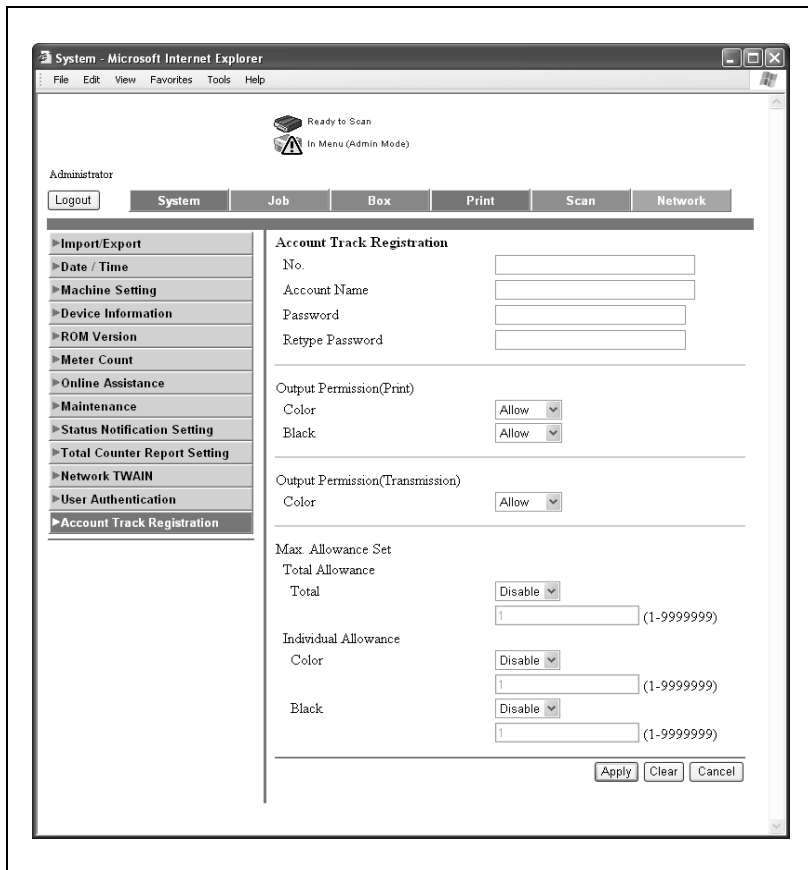 System - Microsoft Internet Explorer
File Edit View Favorites Tools Help
Ready to Scan
In Menu (Admin Mode)
Administrator
Logout System Job Box Print Scan Network
Import/Export
Date / Time
Machine Setting
Device Information
ROM Version
Meter Count
Online Assistance
Maintenance
Status Notification Setting
Total Counter Report Setting
Network TWAIN
User Authentication
Account Track Registration
Account Track Registration
No.
Account Name
Password
Retype Password
Output Permission(Print)
Color Allow
Black Allow
Output Permission(Transmission)
Color Allow
Max. Allowance Set
Total Allowance
Total Disable
1 (1-9999999)
Individual Allowance
Color Disable
1 (1-9999999)
Black Disable
1 (1-9999999)
Apply Clear Cancel